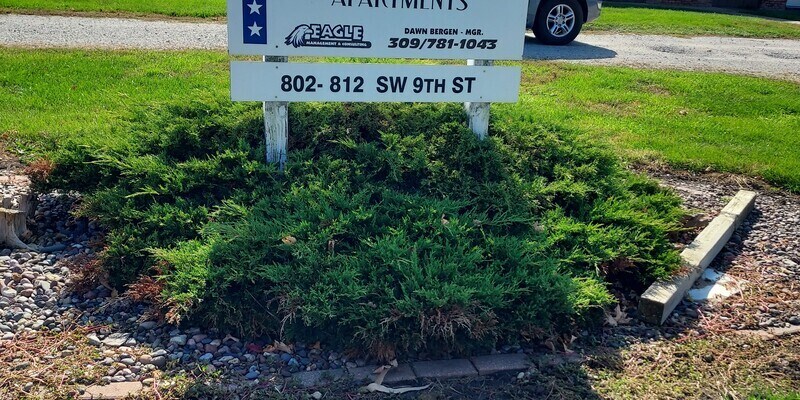 APARTMENTS
EAGLE
MANAGEMENT & CONSULTING
DAWN BERGEN - MGR.
309/781-1043
802- 812 SW 9TH ST